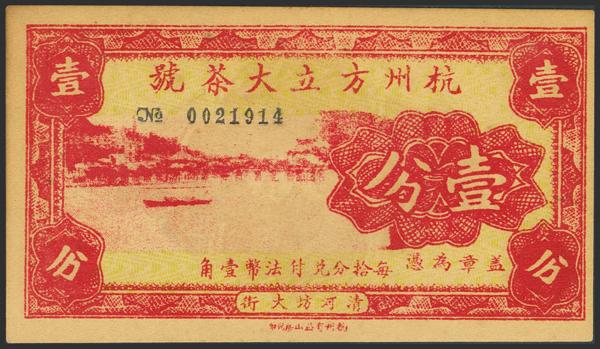 杭州方立大茶號
壹
壹
№ 0021914
壹分
蓋章為憑 每拾分兌付法幣壹角
分
分
清河坊大街